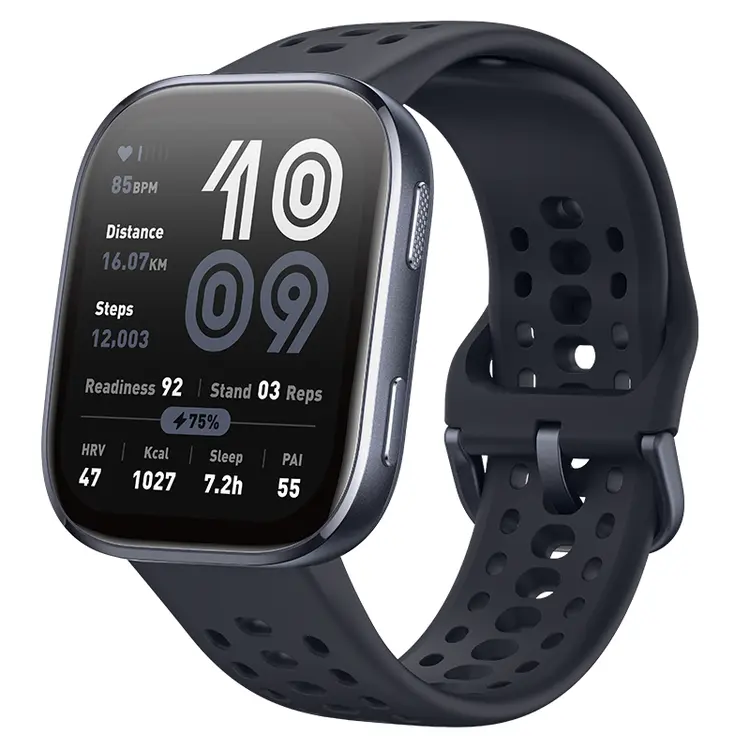 10
09
85BPM
Distance
16.07KM
Steps
12,003
Readiness 92 | Stand 03 Reps
75%
HRV | Kcal | Sleep | PAI
47 1027 7.2h 55